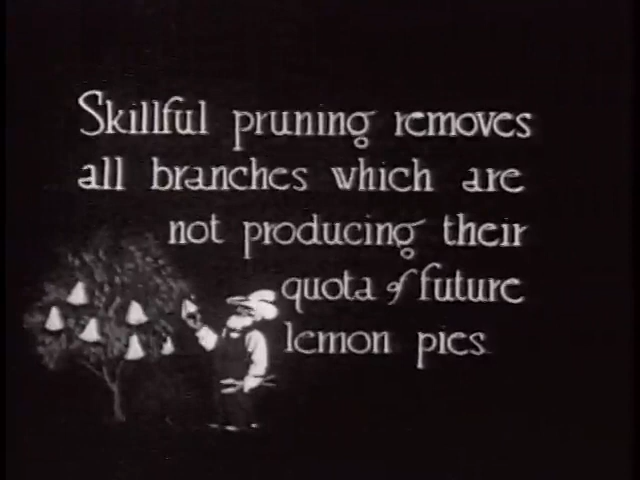 Skillful pruning removes
all branches which are
not producing their
quota of future
lemon pies